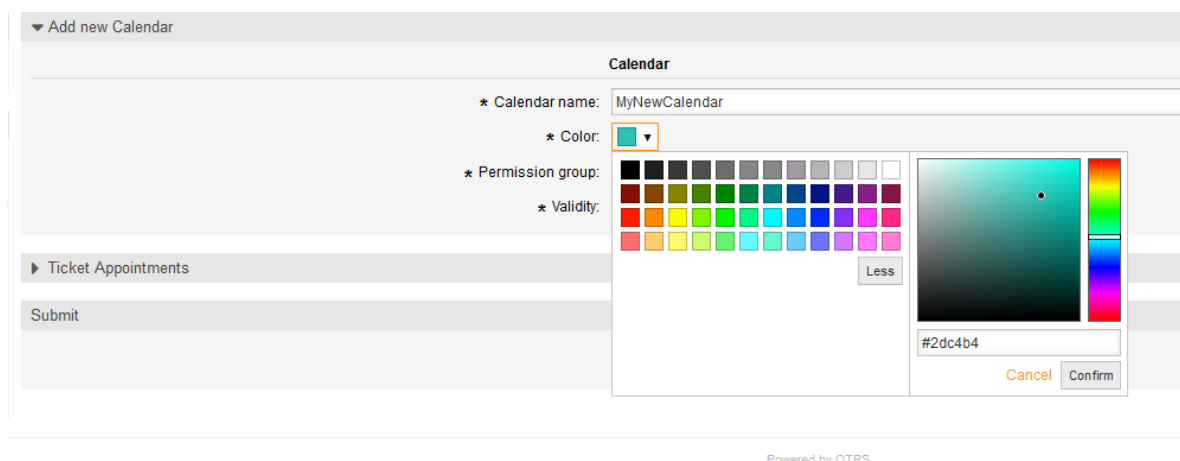 Add new Calendar
Calendar
* Calendar name: MyNewCalendar
* Color:
* Permission group:
* Validity:
Less
#2dc4b4
Cancel Confirm
Ticket Appointments
Submit
Powered by OTRS